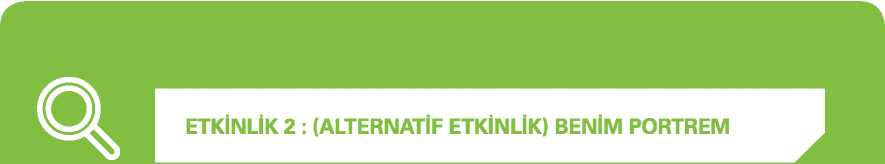 ETKİNLİK 2 : (ALTERNATİF ETKİNLİK) BENİM PORTREM